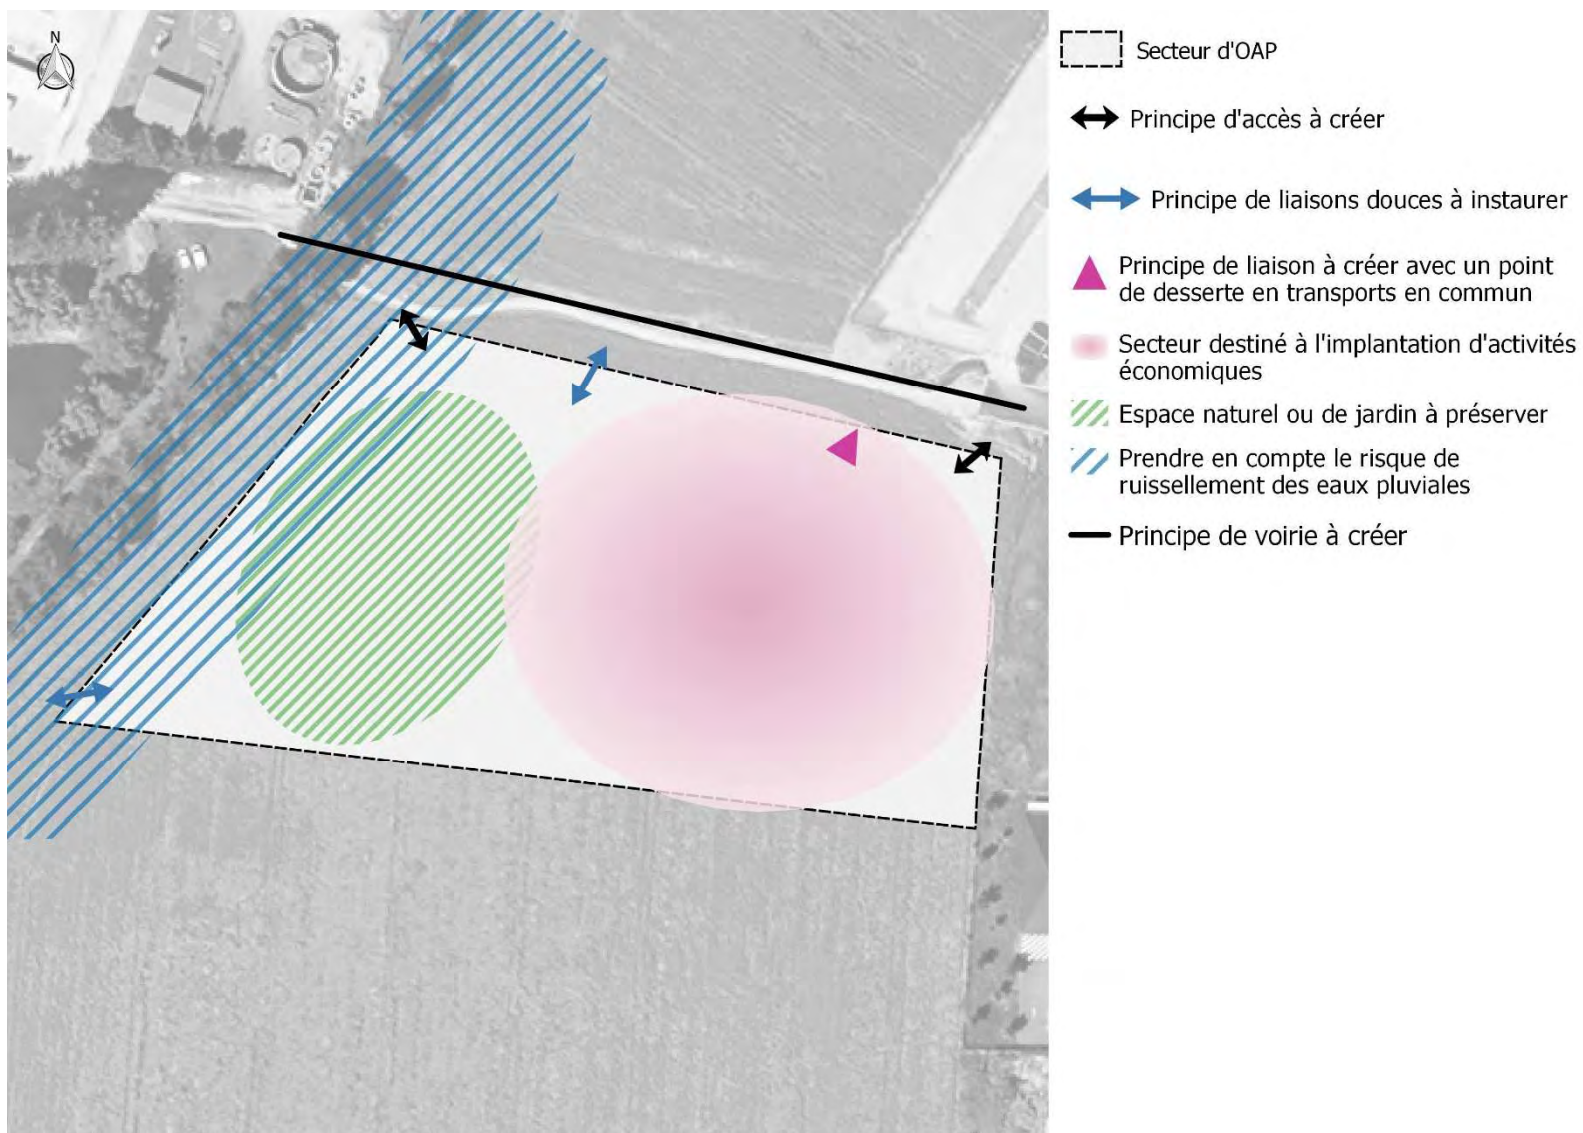 N
Secteur d'OAP
Principe d'accès à créer
Principe de liaisons douces à instaurer
Principe de liaison à créer avec un point
de desserte en transports en commun
Secteur destiné à l'implantation d'activités
économiques
Espace naturel ou de jardin à préserver
Prendre en compte le risque de
ruissellement des eaux pluviales
Principe de voirie à créer